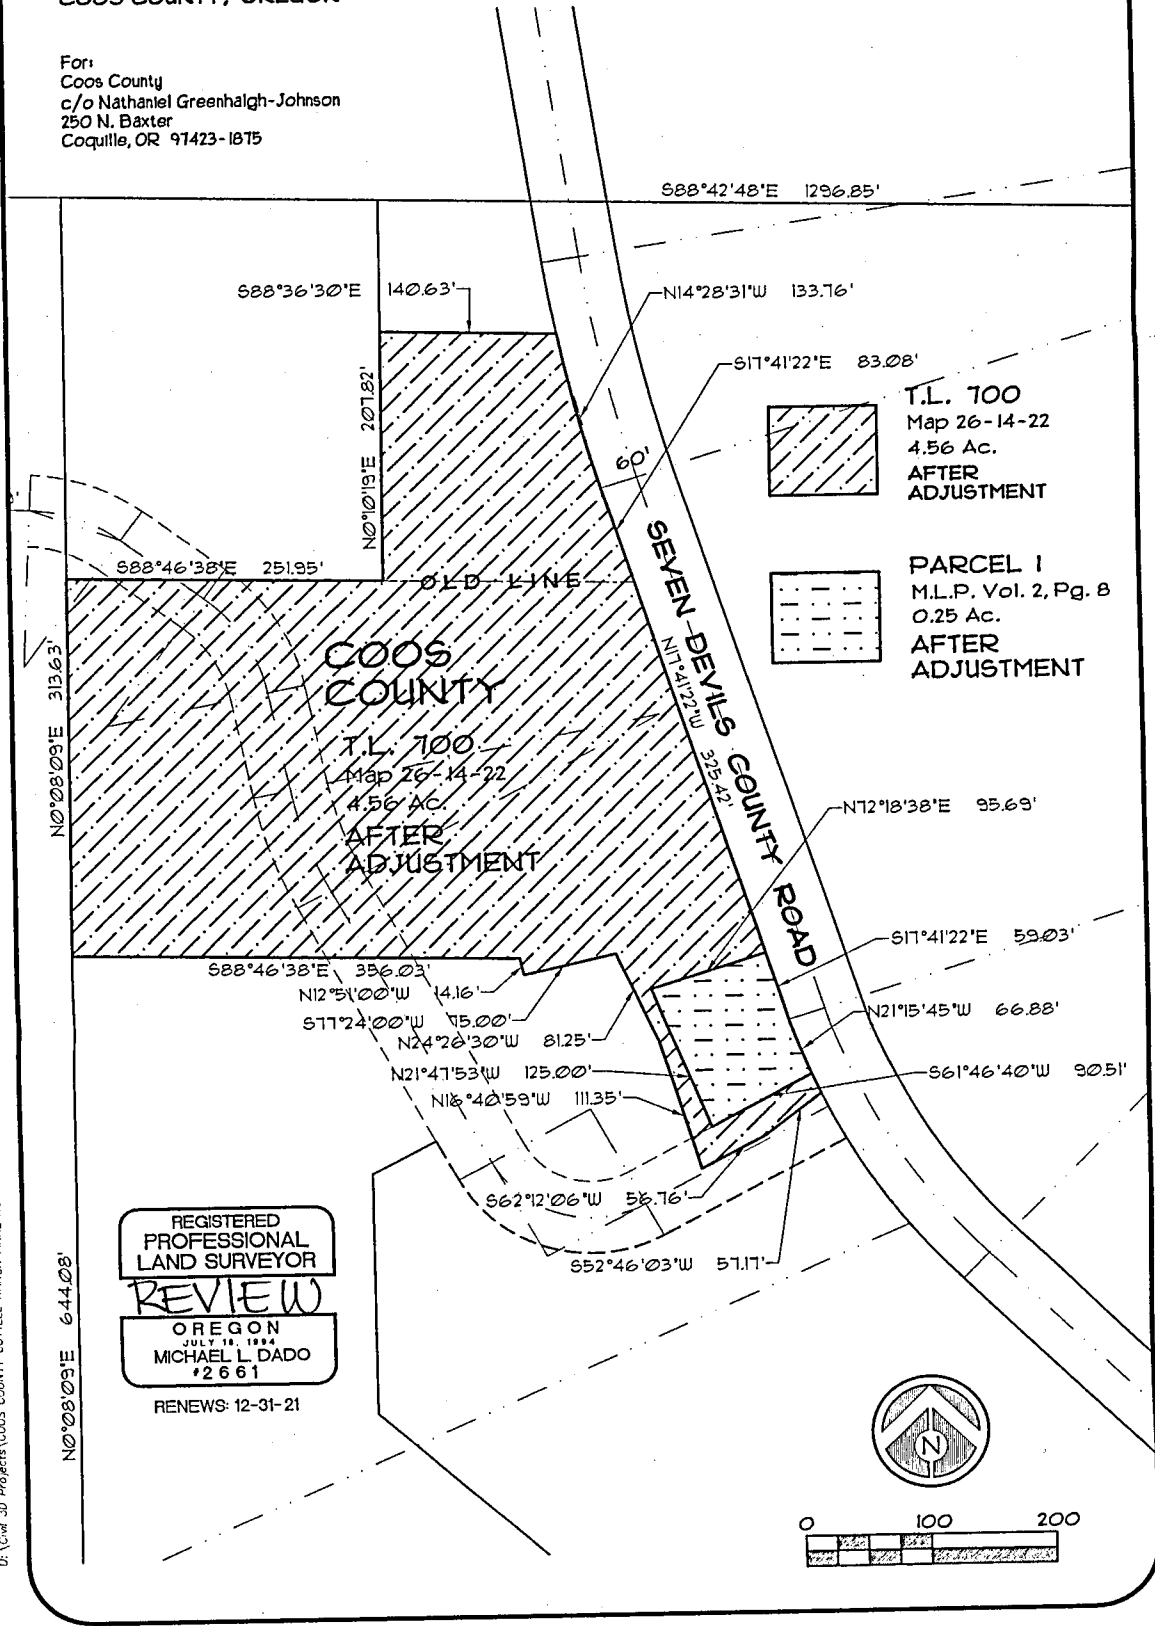 COOS COUNTY, OREGON
For:
Coos County
c/o Nathaniel Greenhalgh-Johnson
250 N. Baxter
Coquille, OR 97423-1875
S88°42'48"E 1296.85'
S88°36'30"E 140.63'
N14°28'31"W 133.76'
S17°41'22"E 83.08'
N0°10'19"E 207.82'
60'
T.L. 700
Map 26-14-22
4.56 Ac.
AFTER
ADJUSTMENT
S88°46'38"E 251.95'
OLD LINE
PARCEL 1
M.L.P. Vol. 2, Pg. 8
0.25 Ac.
AFTER
ADJUSTMENT
SEVEN DEVILS COUNTY ROAD
N17°41'22"W 325.42'
N0°08'09"E 313.63'
COOS
COUNTY
T.L. 700
Map 26-14-22
4.56 Ac.
AFTER
ADJUSTMENT
N72°18'38"E 95.69'
S17°41'22"E 59.03'
S88°46'38"E 356.03'
N12°51'00"W 14.16'
S77°24'00"W 75.00'
N24°26'30"W 81.25'
N21°15'45"W 66.88'
N21°47'53"W 125.00'
S61°46'40"W 90.51'
N16°40'59"W 111.35'
S62°12'06"W 56.76'
S52°46'03"W 57.17'
N0°08'09"E 644.08'
REGISTERED
PROFESSIONAL
LAND SURVEYOR
REVIEW
OREGON
JULY 18, 1994
MICHAEL L. DADO
#2661
RENEWS: 12-31-21
N
0 100 200